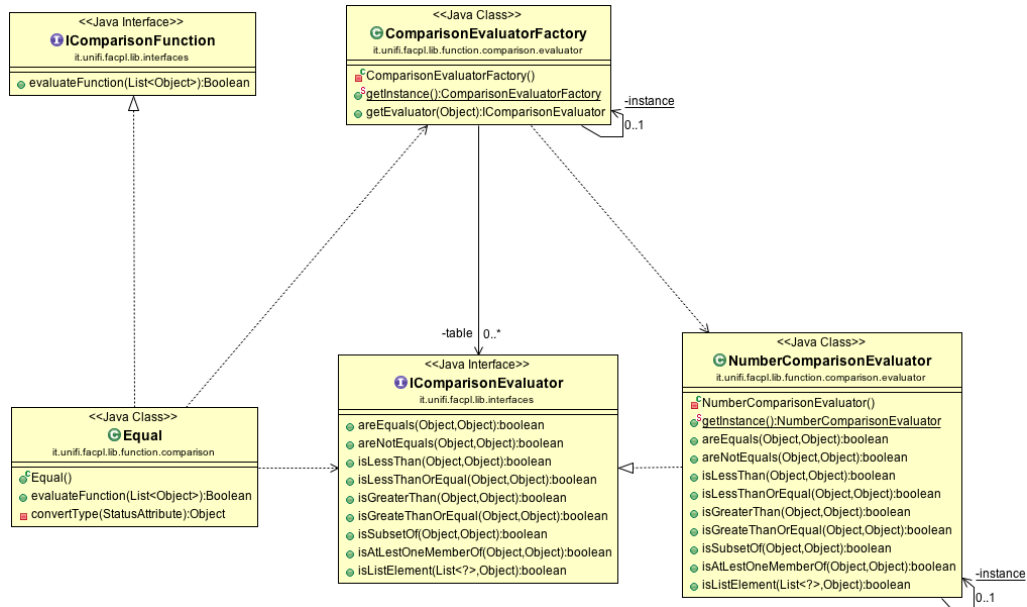 <<Java Interface>>
IComparisonFunction
it.unifi.facpl.lib.interfaces
evaluateFunction(List<Object>):Boolean
<<Java Class>>
ComparisonEvaluatorFactory
it.unifi.facpl.lib.function.comparison.evaluator
ComparisonEvaluatorFactory()
getInstance():ComparisonEvaluatorFactory
getEvaluator(Object):IComparisonEvaluator
-instance
0..1
-table 0..*
<<Java Class>>
Equal
it.unifi.facpl.lib.function.comparison
Equal()
evaluateFunction(List<Object>):Boolean
convertType(StatusAttribute):Object
<<Java Interface>>
IComparisonEvaluator
it.unifi.facpl.lib.interfaces
areEquals(Object,Object):boolean
areNotEquals(Object,Object):boolean
isLessThan(Object,Object):boolean
isLessThanOrEqual(Object,Object):boolean
isGreaterThan(Object,Object):boolean
isGreateThanOrEqual(Object,Object):boolean
isSubsetOf(Object,Object):boolean
isAtLestOneMemberOf(Object,Object):boolean
isListElement(List<?>,Object):boolean
<<Java Class>>
NumberComparisonEvaluator
it.unifi.facpl.lib.function.comparison.evaluator
NumberComparisonEvaluator()
getInstance():NumberComparisonEvaluator
areEquals(Object,Object):boolean
areNotEquals(Object,Object):boolean
isLessThan(Object,Object):boolean
isLessThanOrEqual(Object,Object):boolean
isGreaterThan(Object,Object):boolean
isGreateThanOrEqual(Object,Object):boolean
isSubsetOf(Object,Object):boolean
isAtLestOneMemberOf(Object,Object):boolean
isListElement(List<?>,Object):boolean
-instance
0..1